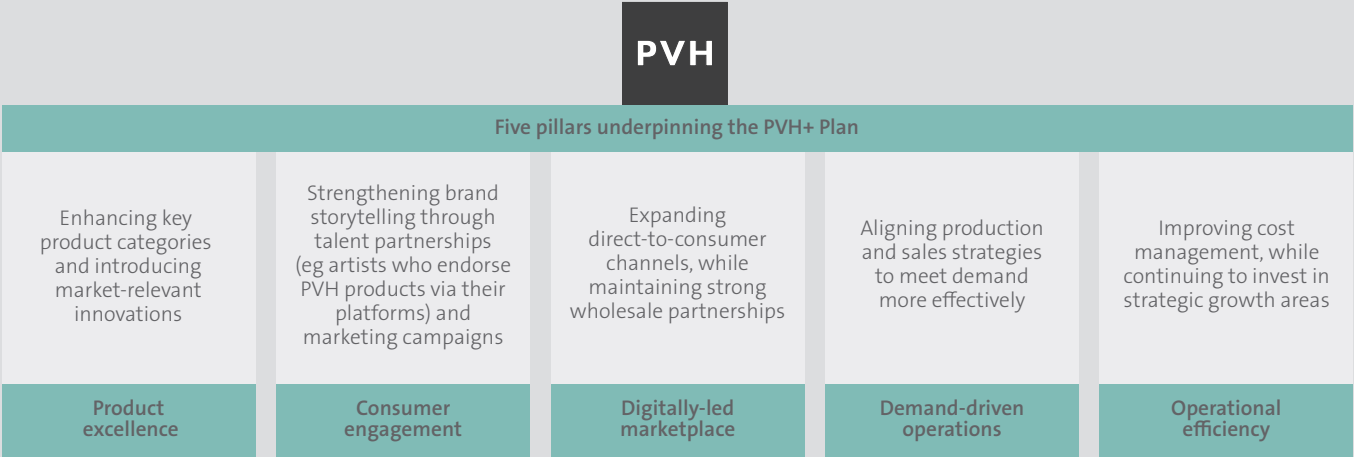 PVH
Five pillars underpinning the PVH+ Plan
Enhancing key
product categories
and introducing
market-relevant
innovations
Product
excellence
Strengthening brand
storytelling through
talent partnerships
(eg artists who endorse
PVH products via their
platforms) and
marketing campaigns
Consumer
engagement
Expanding
direct-to-consumer
channels, while
maintaining strong
wholesale partnerships
Digitally-led
marketplace
Aligning production
and sales strategies
to meet demand
more effectively
Demand-driven
operations
Improving cost
management, while
continuing to invest in
strategic growth areas
Operational
efficiency